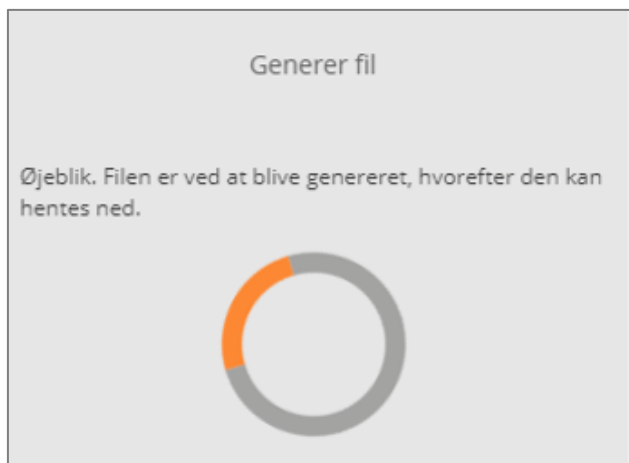 Generer fil
Øjeblik. Filen er ved at blive genereret, hvorefter den kan
hentes ned.